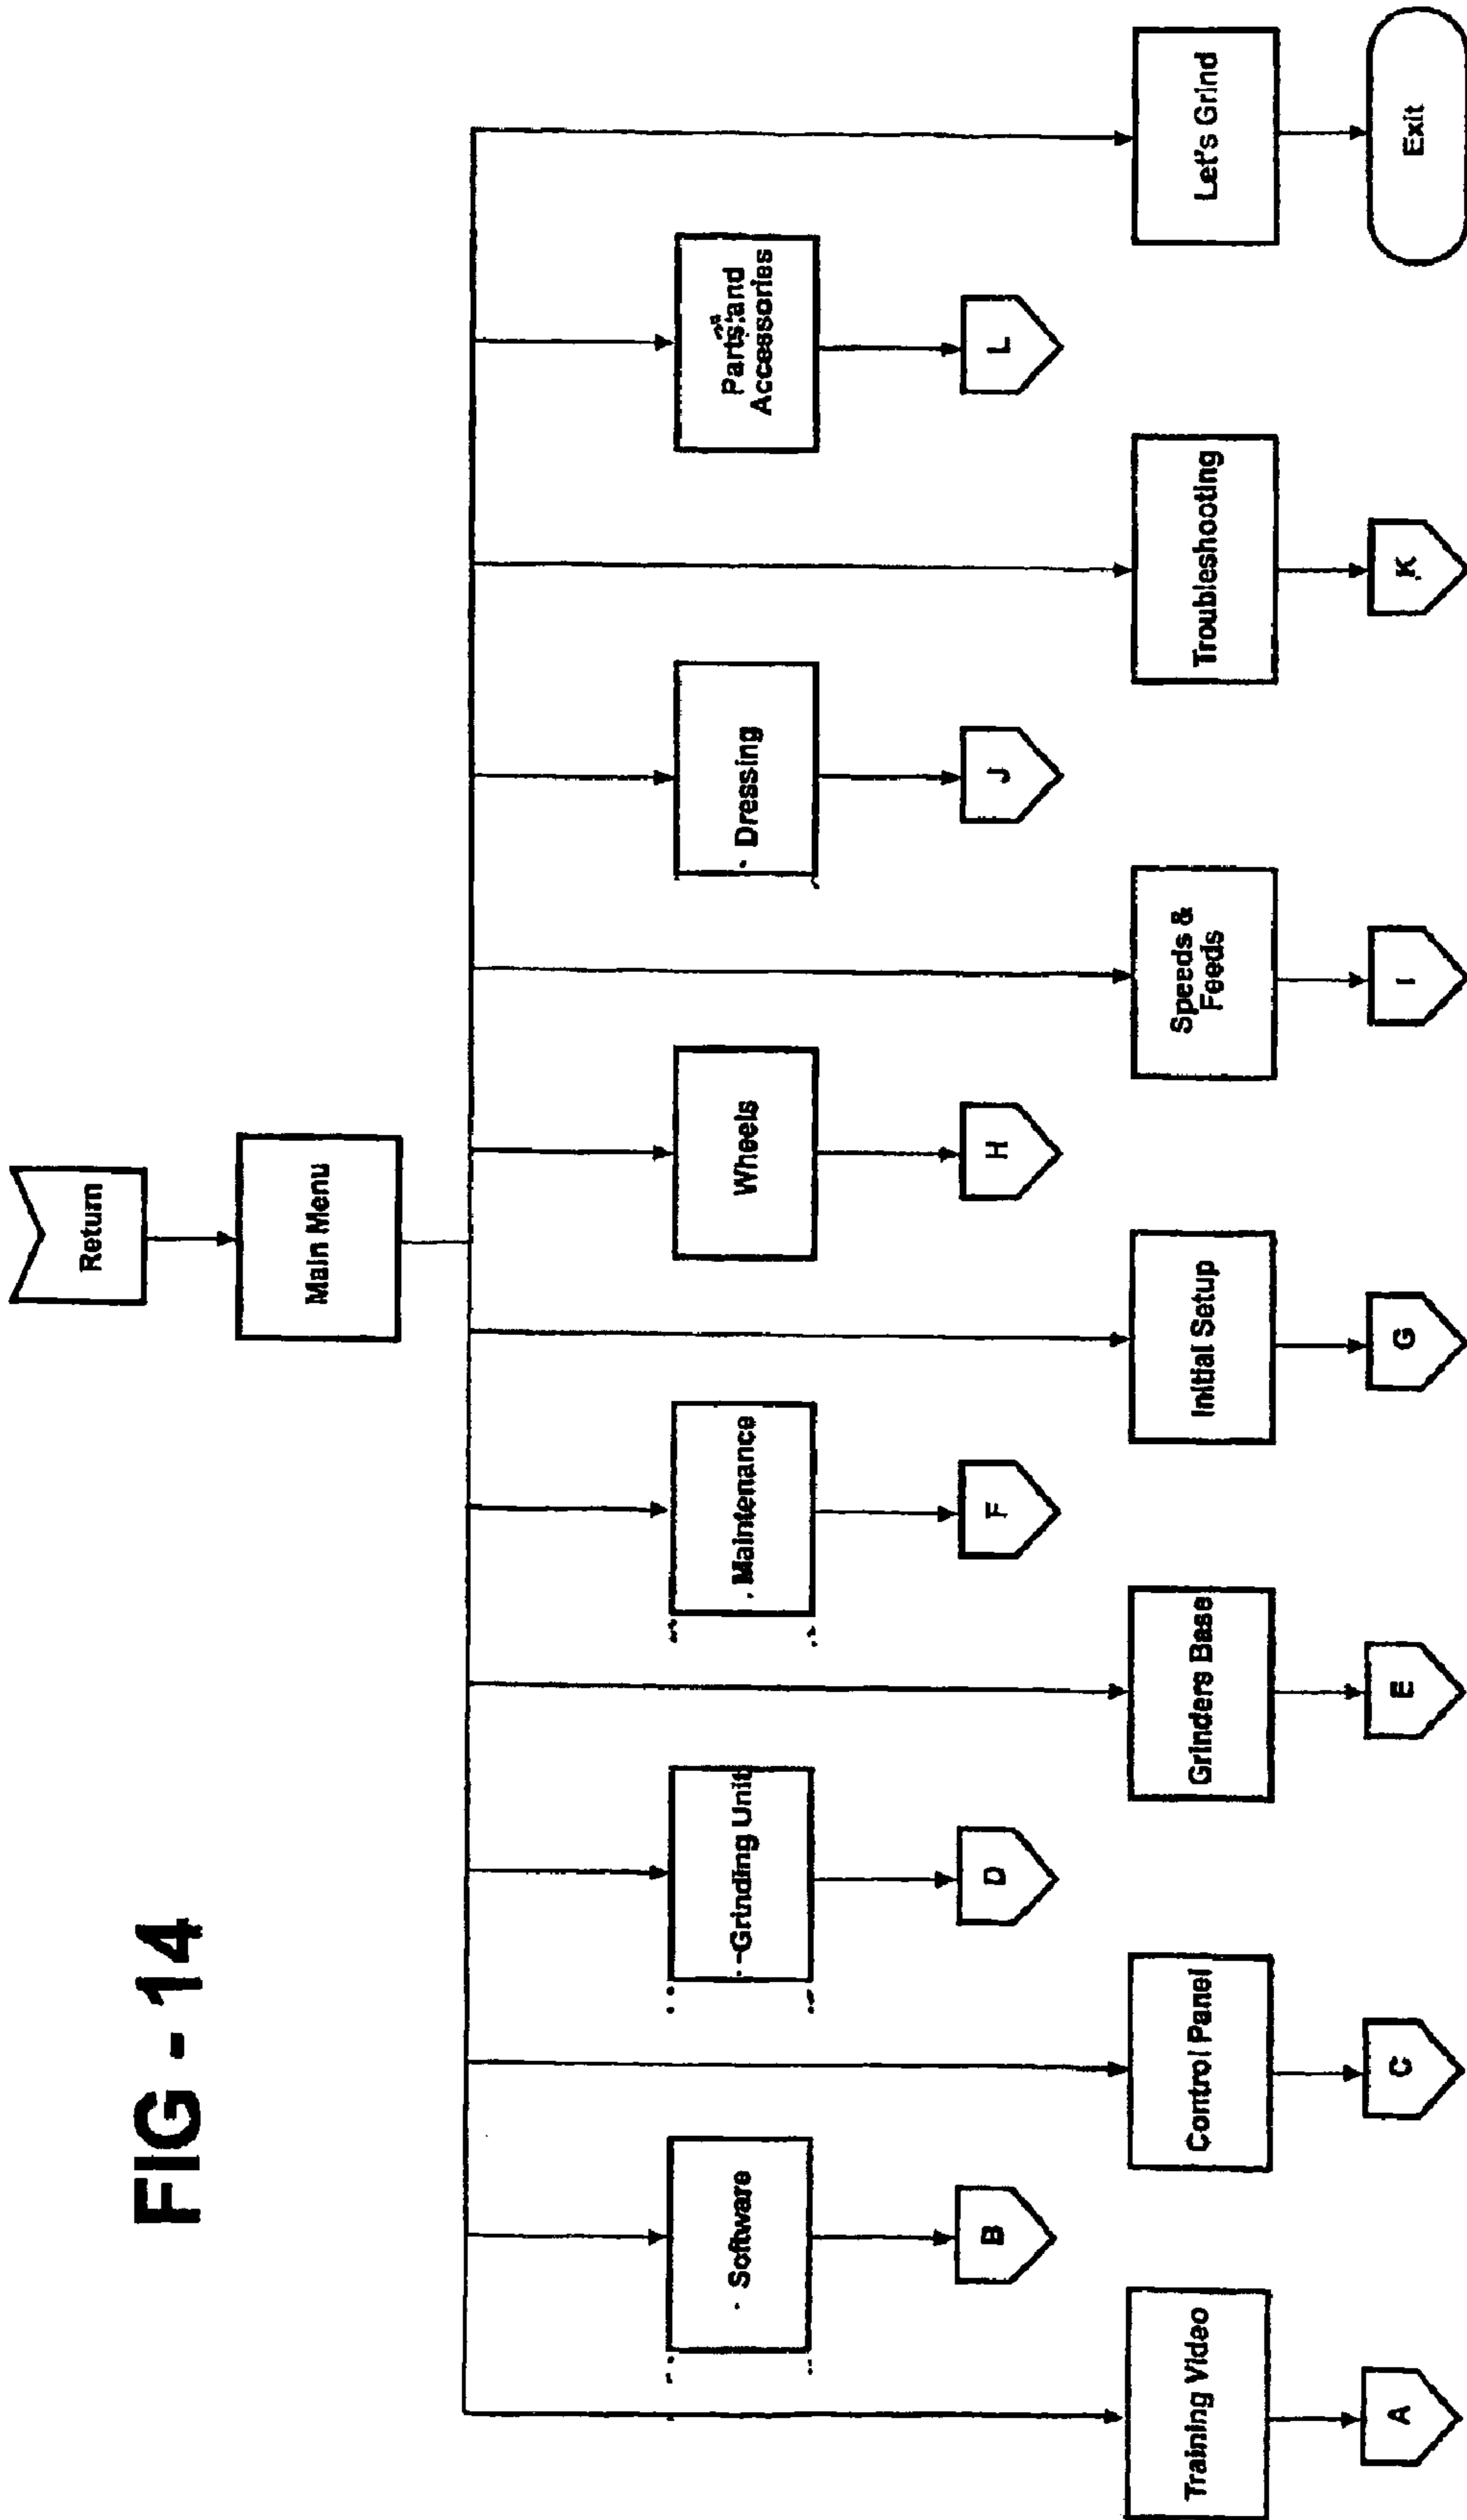 FIG - 14
Return
Main Menu
Software
Grinding Unit
Maintenance
Wheels
Dressing
Parts and
Accessories
B
D
F
H
J
L
Training Video
Control Panel
Grinders Base
Initial Setup
Speeds &
Feeds
Troubleshooting
Let's Grind
A
C
E
G
I
K
Exit